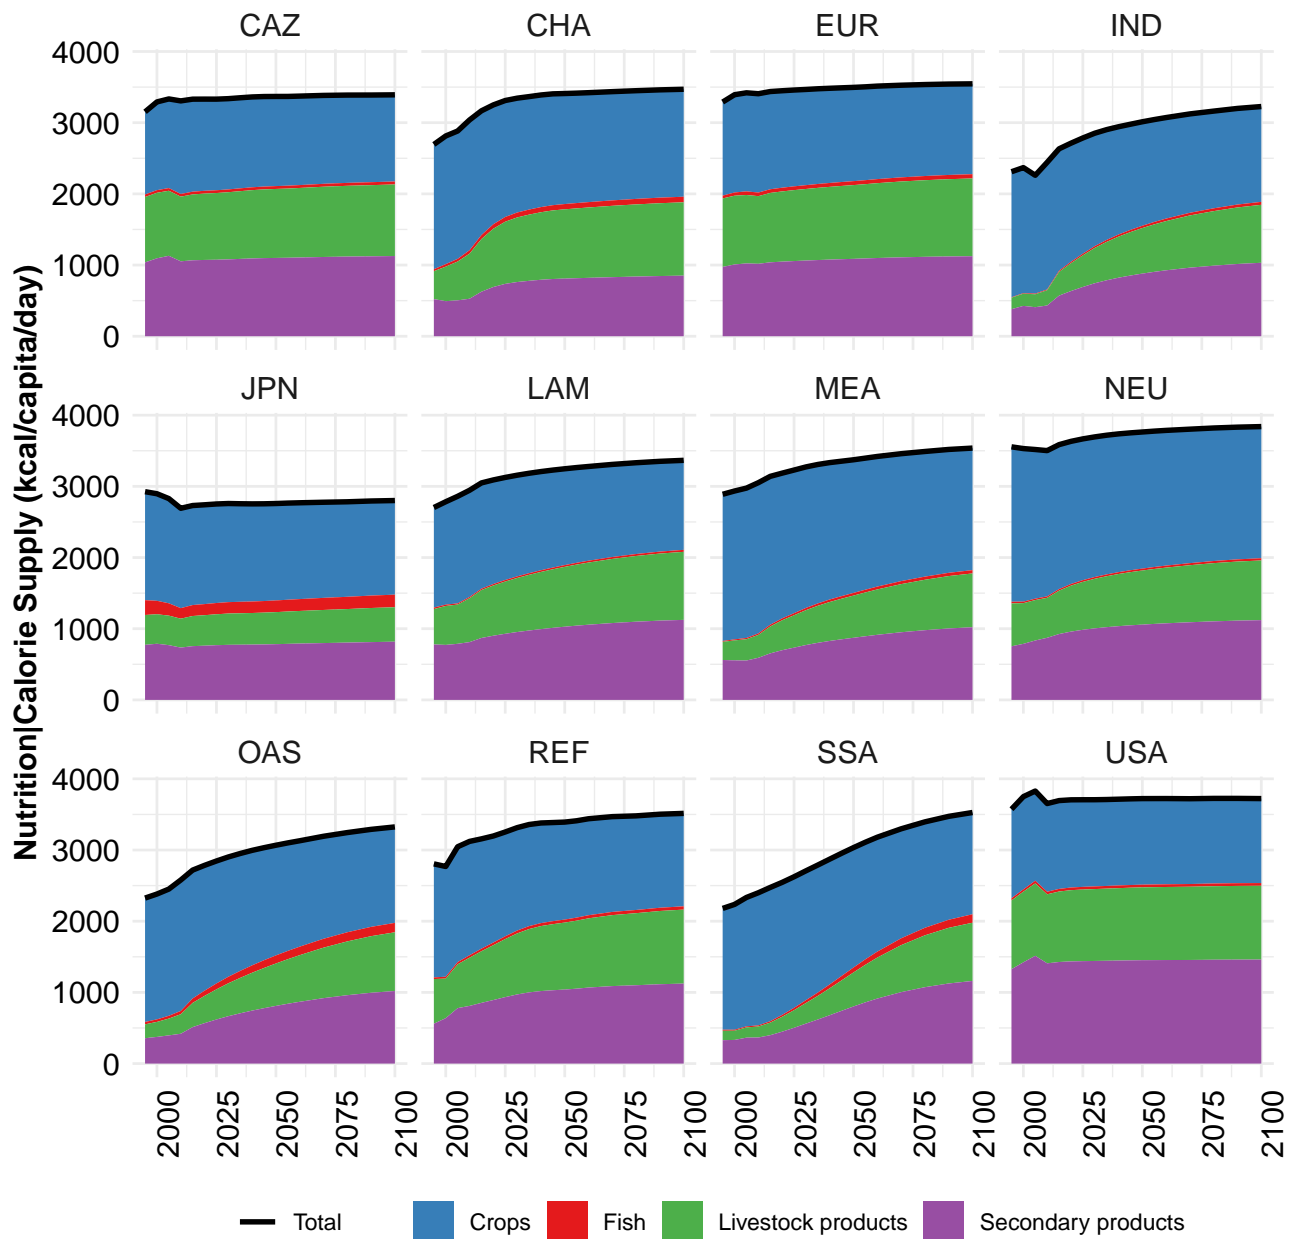 CAZ CHA EUR IND
4000
3000
2000
1000
0
JPN LAM MEA NEU
4000
3000
2000
1000
0
OAS REF SSA USA
4000
3000
2000
1000
0
Nutrition|Calorie Supply (kcal/capita/day)
2000 2025 2050 2075 2100 2000 2025 2050 2075 2100 2000 2025 2050 2075 2100 2000 2025 2050 2075 2100
Total Crops Fish Livestock products Secondary products